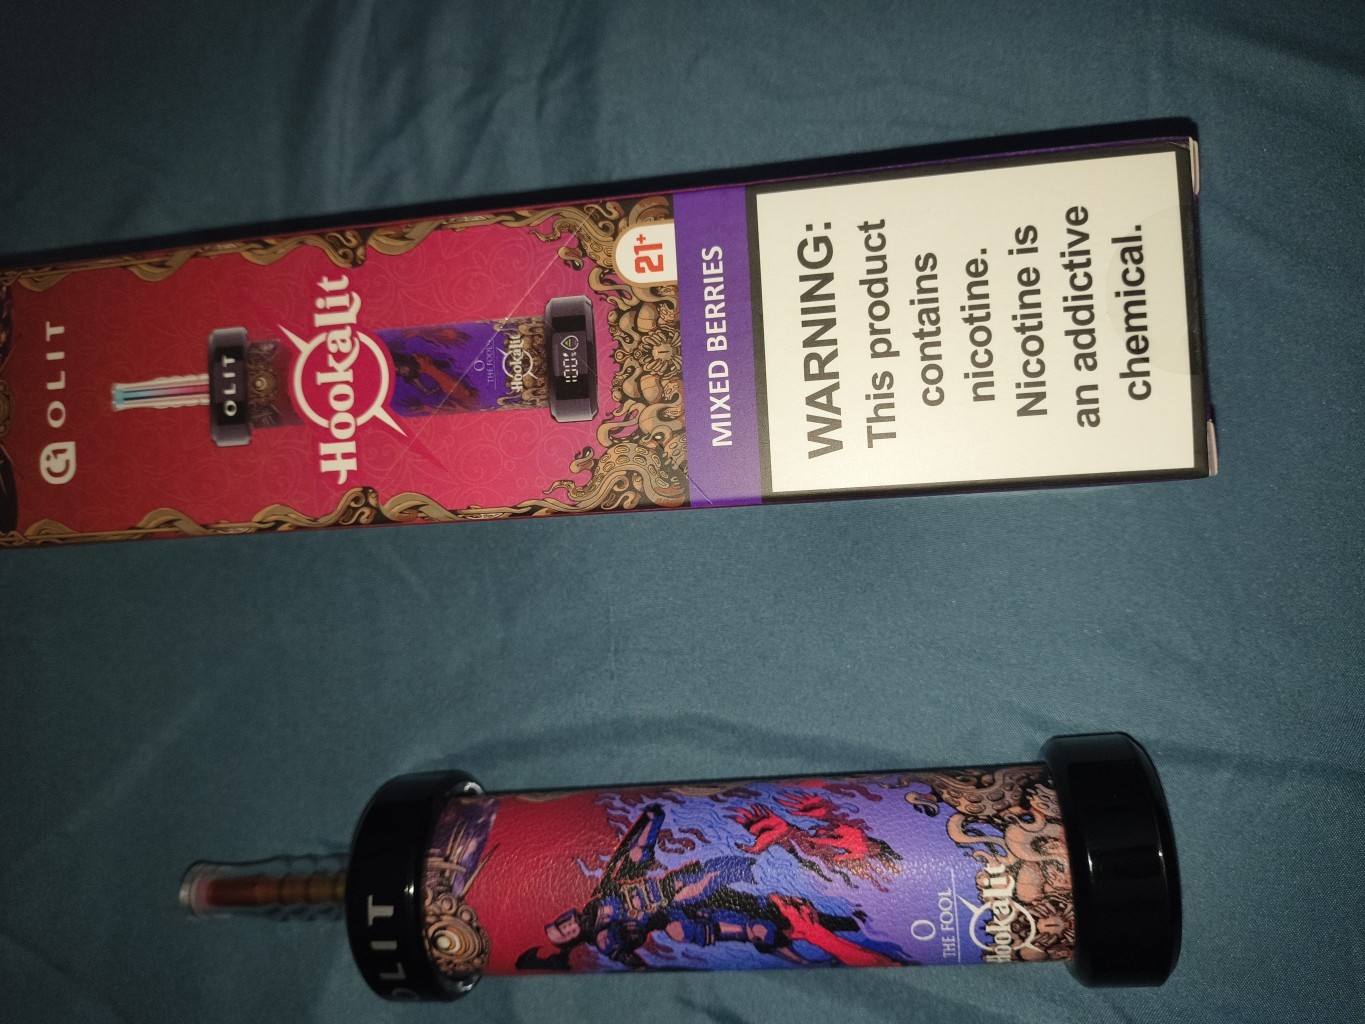 OLIT
OLIT
HookaLit
O
THE FOOL
HookaLit
100%
21+
MIXED BERRIES
WARNING:
This product
contains
nicotine.
Nicotine is
an addictive
chemical.
OLIT
O
THE FOOL
HookaLit